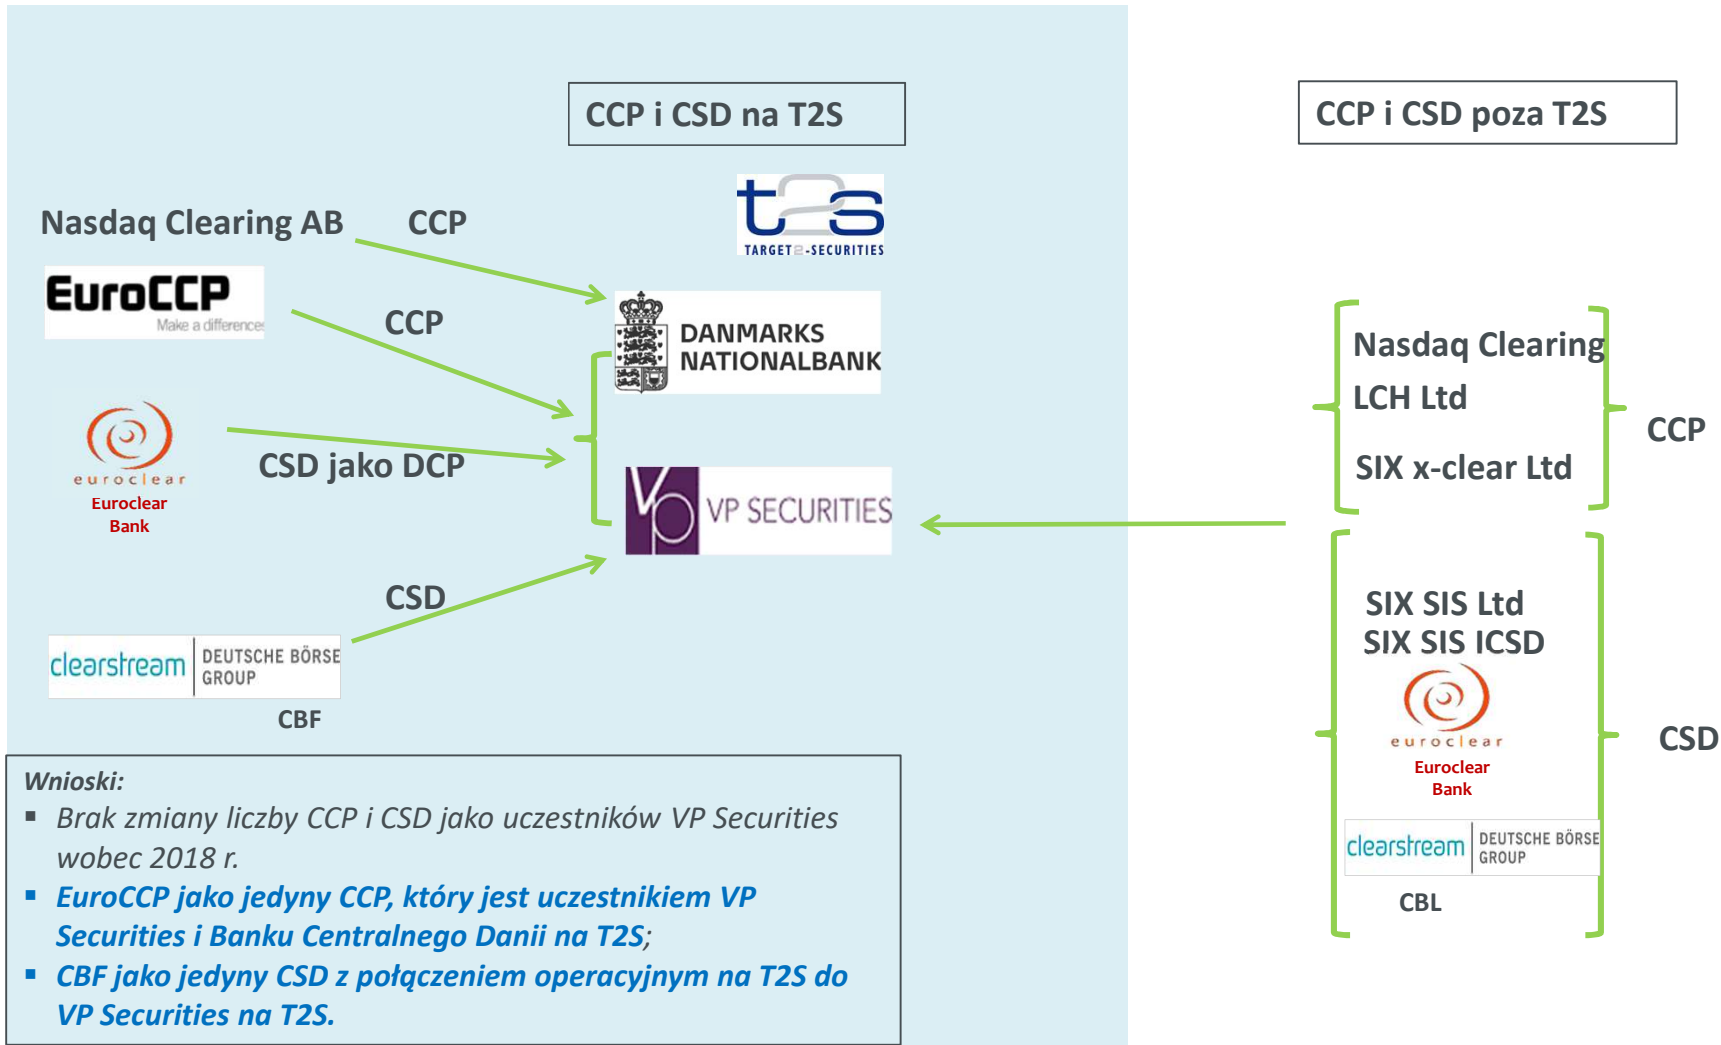 CCP i CSD na T2S
CCP i CSD poza T2S
t2s
TARGET2-SECURITIES
Nasdaq Clearing AB
CCP
EuroCCP
Make a difference
CCP
DANMARKS
NATIONALBANK
euroclear
Euroclear
Bank
CSD jako DCP
VP
VP SECURITIES
CSD
clearstream
DEUTSCHE BÖRSE
GROUP
CBF
Nasdaq Clearing
LCH Ltd
SIX x-clear Ltd
CCP
SIX SIS Ltd
SIX SIS ICSD
euroclear
Euroclear
Bank
CSD
clearstream
DEUTSCHE BÖRSE
GROUP
CBL
Wnioski:
▪ Brak zmiany liczby CCP i CSD jako uczestników VP Securities
wobec 2018 r.
▪ EuroCCP jako jedyny CCP, który jest uczestnikiem VP
Securities i Banku Centralnego Danii na T2S;
▪ CBF jako jedyny CSD z połączeniem operacyjnym na T2S do
VP Securities na T2S.